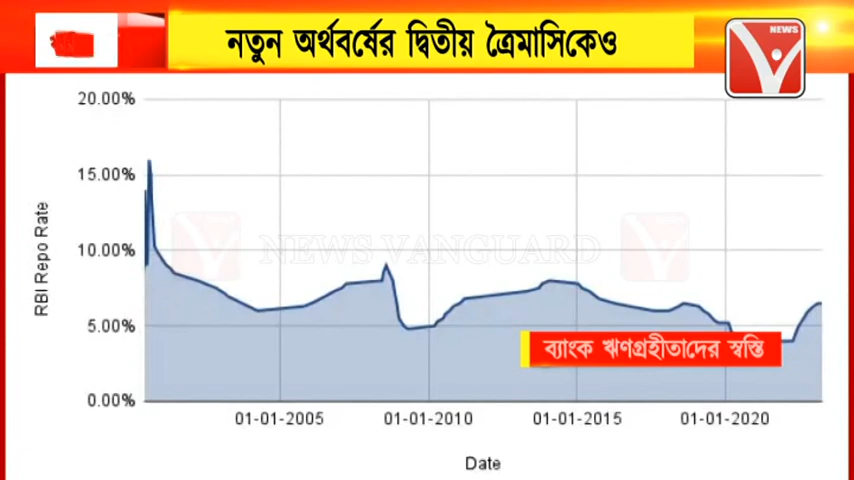 নতুন অর্থবর্ষের দ্বিতীয় ত্রৈমাসিকেও
NEWS
V
20.00%
15.00%
10.00%
5.00%
0.00%
RBI Repo Rate
NEWS VANGUARD
ব্যাংক ঋণগ্রহীতাদের স্বস্তি
01-01-2005
01-01-2010
01-01-2015
01-01-2020
Date